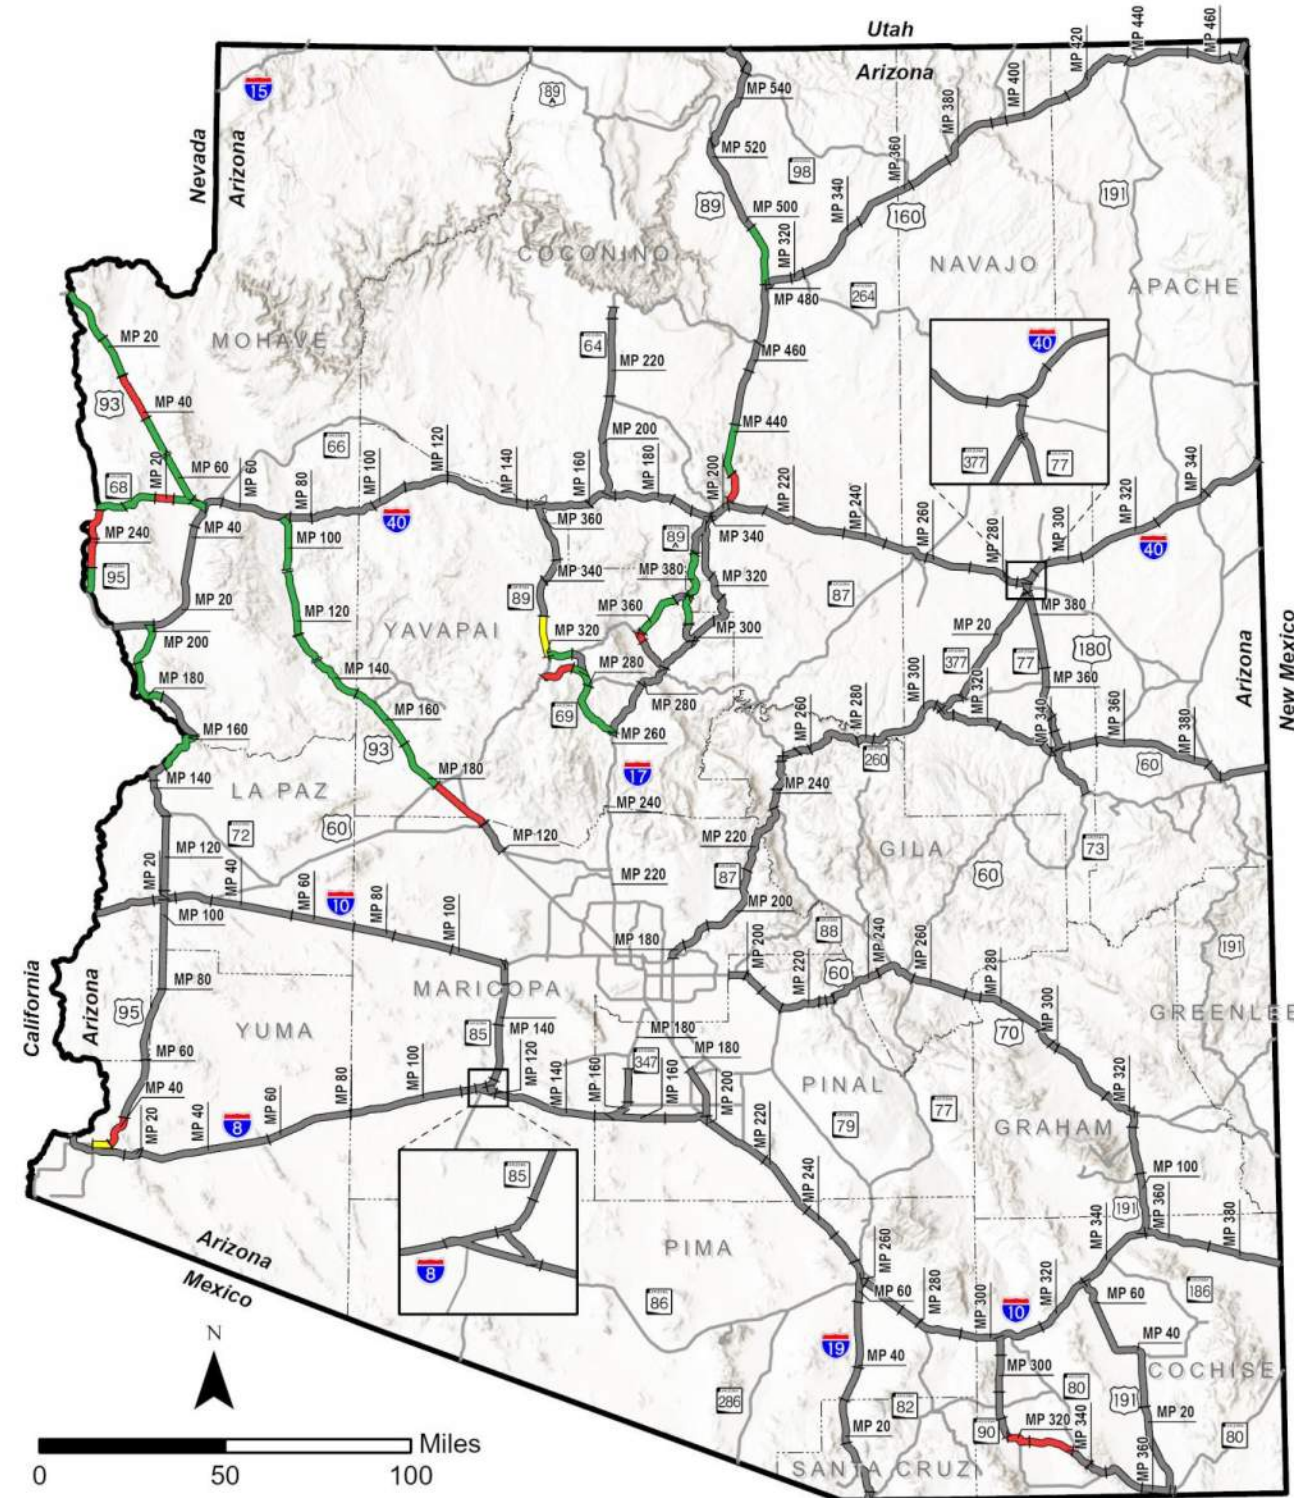 Utah
Arizona
MP 420
MP 440
MP 460
15
89
A
MP 540
MP 400
MP 380
Nevada
Arizona
MP 520
98
MP 360
191
89
MP 500
MP 340
160
MP 320
COCONINO
NAVAJO
APACHE
MP 480
264
MOHAVE
MP 20
64
MP 460
MP 220
40
93
MP 40
MP 440
377
77
66
MP 120
MP 200
68
MP 20
MP 60
MP 60
MP 80
MP 100
MP 140
MP 160
MP 180
MP 200
MP 220
MP 240
MP 260
MP 280
MP 300
MP 320
MP 340
40
MP 240
MP 40
MP 100
MP 360
89
A
MP 340
40
95
MP 340
MP 380
MP 320
MP 20
89
87
MP 380
MP 120
MP 360
MP 20
YAVAPAI
MP 320
MP 300
MP 200
377
77
180
Arizona
New Mexico
MP 140
MP 280
MP 300
MP 320
MP 360
MP 180
MP 280
69
MP 160
MP 260
MP 280
MP 340
MP 360
MP 380
MP 160
93
MP 260
260
60
MP 140
MP 180
17
MP 240
LA PAZ
MP 240
72
60
MP 120
MP 220
73
GILA
MP 120
MP 20
MP 40
MP 60
MP 220
87
60
10
MP 80
MP 100
MP 200
MP 100
88
MP 240
191
MP 180
MP 200
MP 220
60
MP 260
MP 280
California
Arizona
MP 80
MARICOPA
MP 300
GREENLEE
95
YUMA
85
MP 140
MP 180
70
MP 60
MP 100
MP 120
347
MP 180
MP 80
MP 140
MP 160
MP 160
MP 200
PINAL
MP 320
MP 40
MP 60
77
MP 20
MP 40
8
MP 220
79
GRAHAM
85
MP 240
MP 100
191
MP 360
MP 340
MP 380
Arizona
Mexico
PIMA
MP 260
8
MP 60
MP 280
MP 300
10
MP 320
MP 60
186
86
N
19
MP 40
MP 300
MP 40
COCHISE
286
82
80
191
MP 20
MP 20
90
MP 320
MP 340
80
MP 360
SANTA CRUZ
Miles
0
50
100